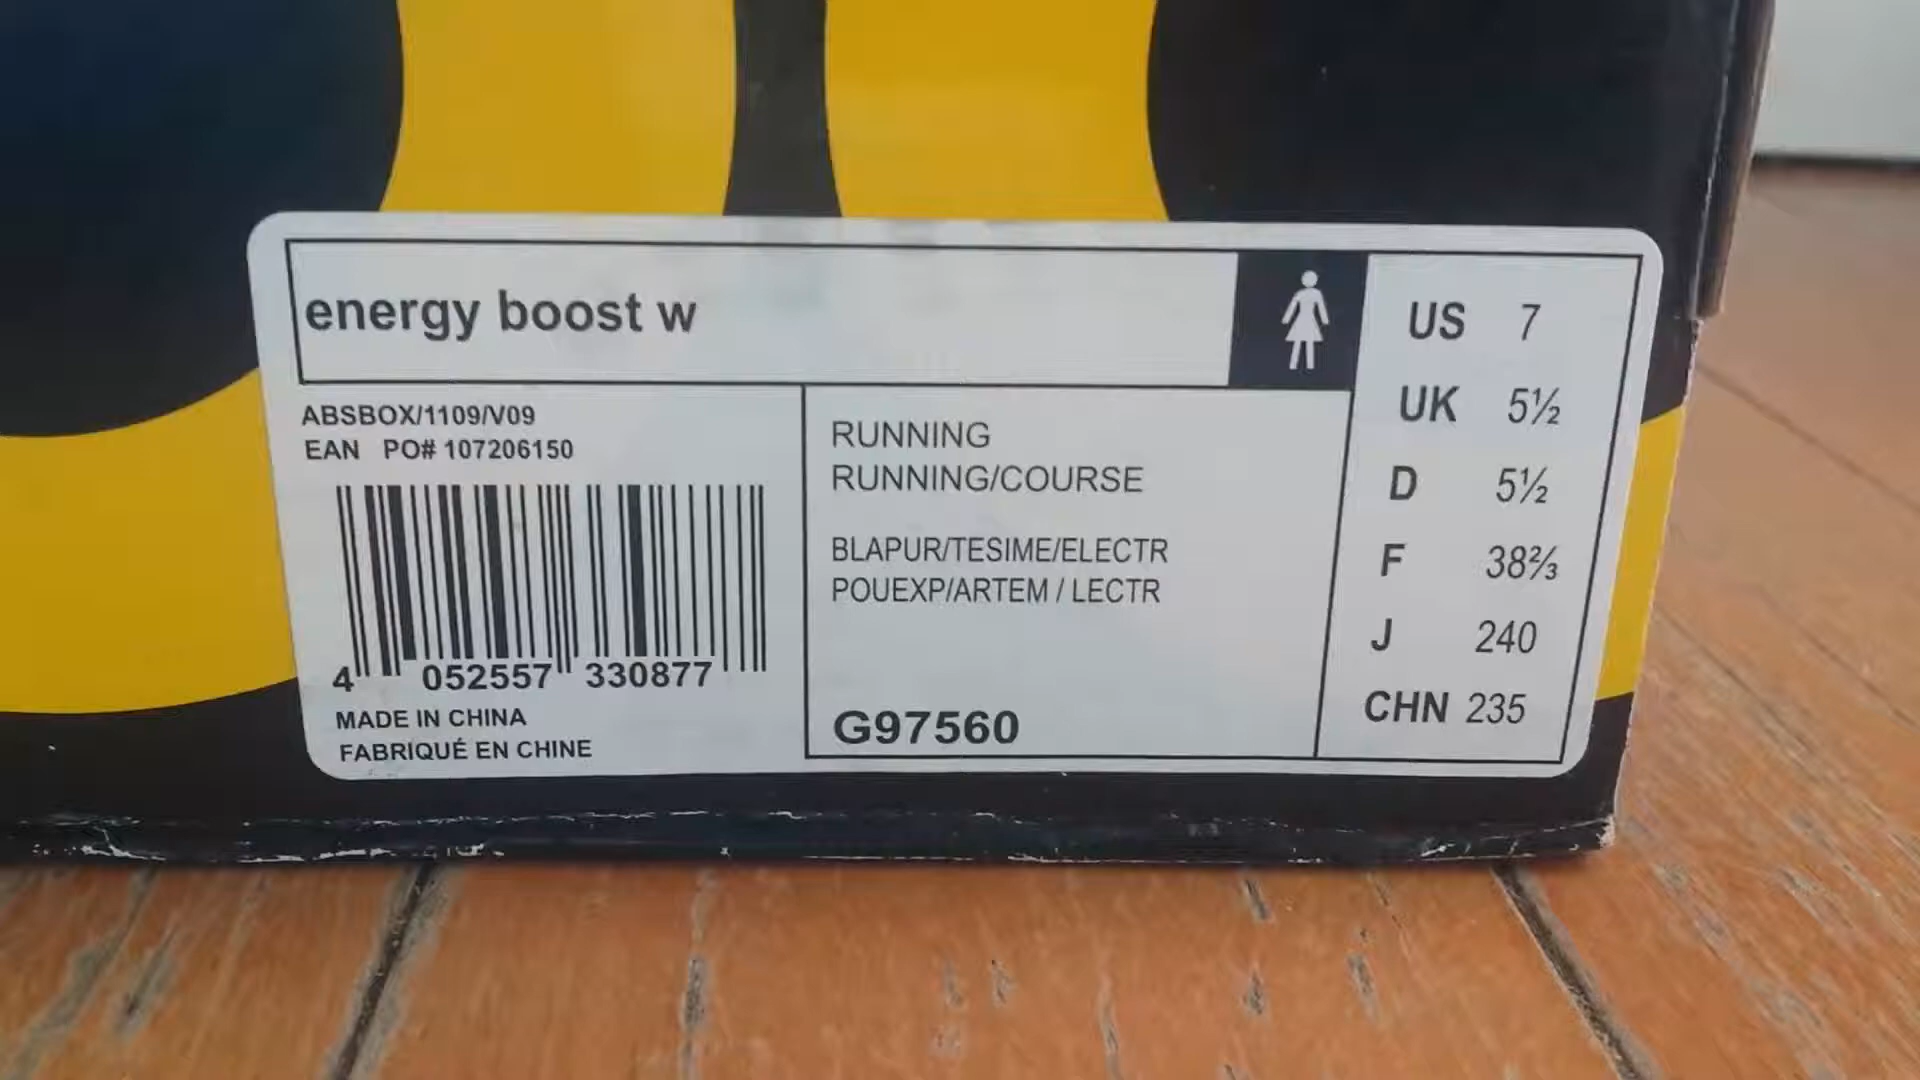 energy boost w
ABSBOX/1109/V09
EAN PO# 107206150
4 052557 330877
MADE IN CHINA
FABRIQUÉ EN CHINE
RUNNING
RUNNING/COURSE
BLAPUR/TESIME/ELECTR
POUEXP/ARTEM / LECTR
G97560
US 7
UK 5½
D 5½
F 38⅔
J 240
CHN 235